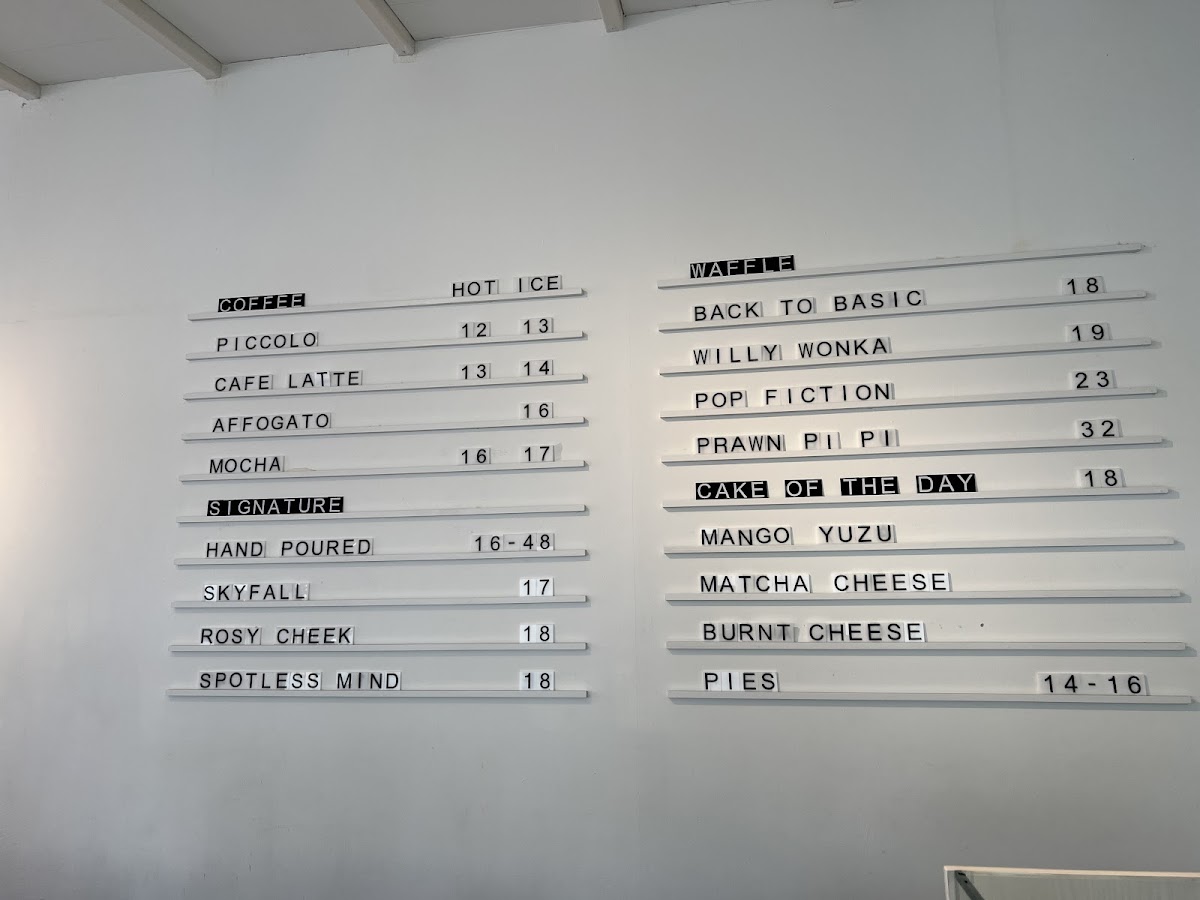 COFFEE HOT ICE
PICCOLO 12 13
CAFE LATTE 13 14
AFFOGATO 16
MOCHA 16 17
SIGNATURE
HAND POURED 16-48
SKYFALL 17
ROSY CHEEK 18
SPOTLESS MIND 18
WAFFLE
BACK TO BASIC 18
WILLY WONKA 19
POP FICTION 23
PRAWN PI PI 32
CAKE OF THE DAY 18
MANGO YUZU
MATCHA CHEESE
BURNT CHEESE
PIES 14-16